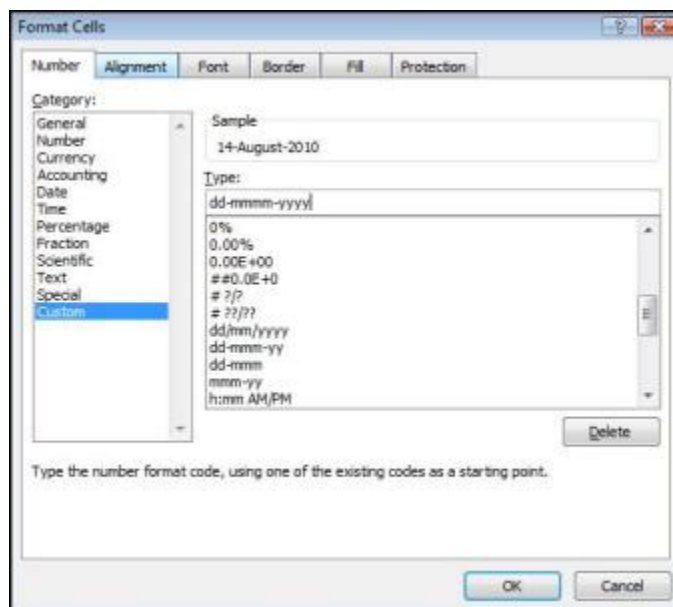 Format Cells
Number Alignment Font Border Fill Protection
Category:
General
Number
Currency
Accounting
Date
Time
Percentage
Fraction
Scientific
Text
Special
Custom
Sample
14-August-2010
Type:
dd-mmmm-yyyy
0%
0.00%
0.00E+00
##0.0E+0
# ?/?
# ??/??
dd/mm/yyyy
dd-mmm-yy
dd-mmm
mmm-yy
h:mm AM/PM
Delete
Type the number format code, using one of the existing codes as a starting point.
OK Cancel